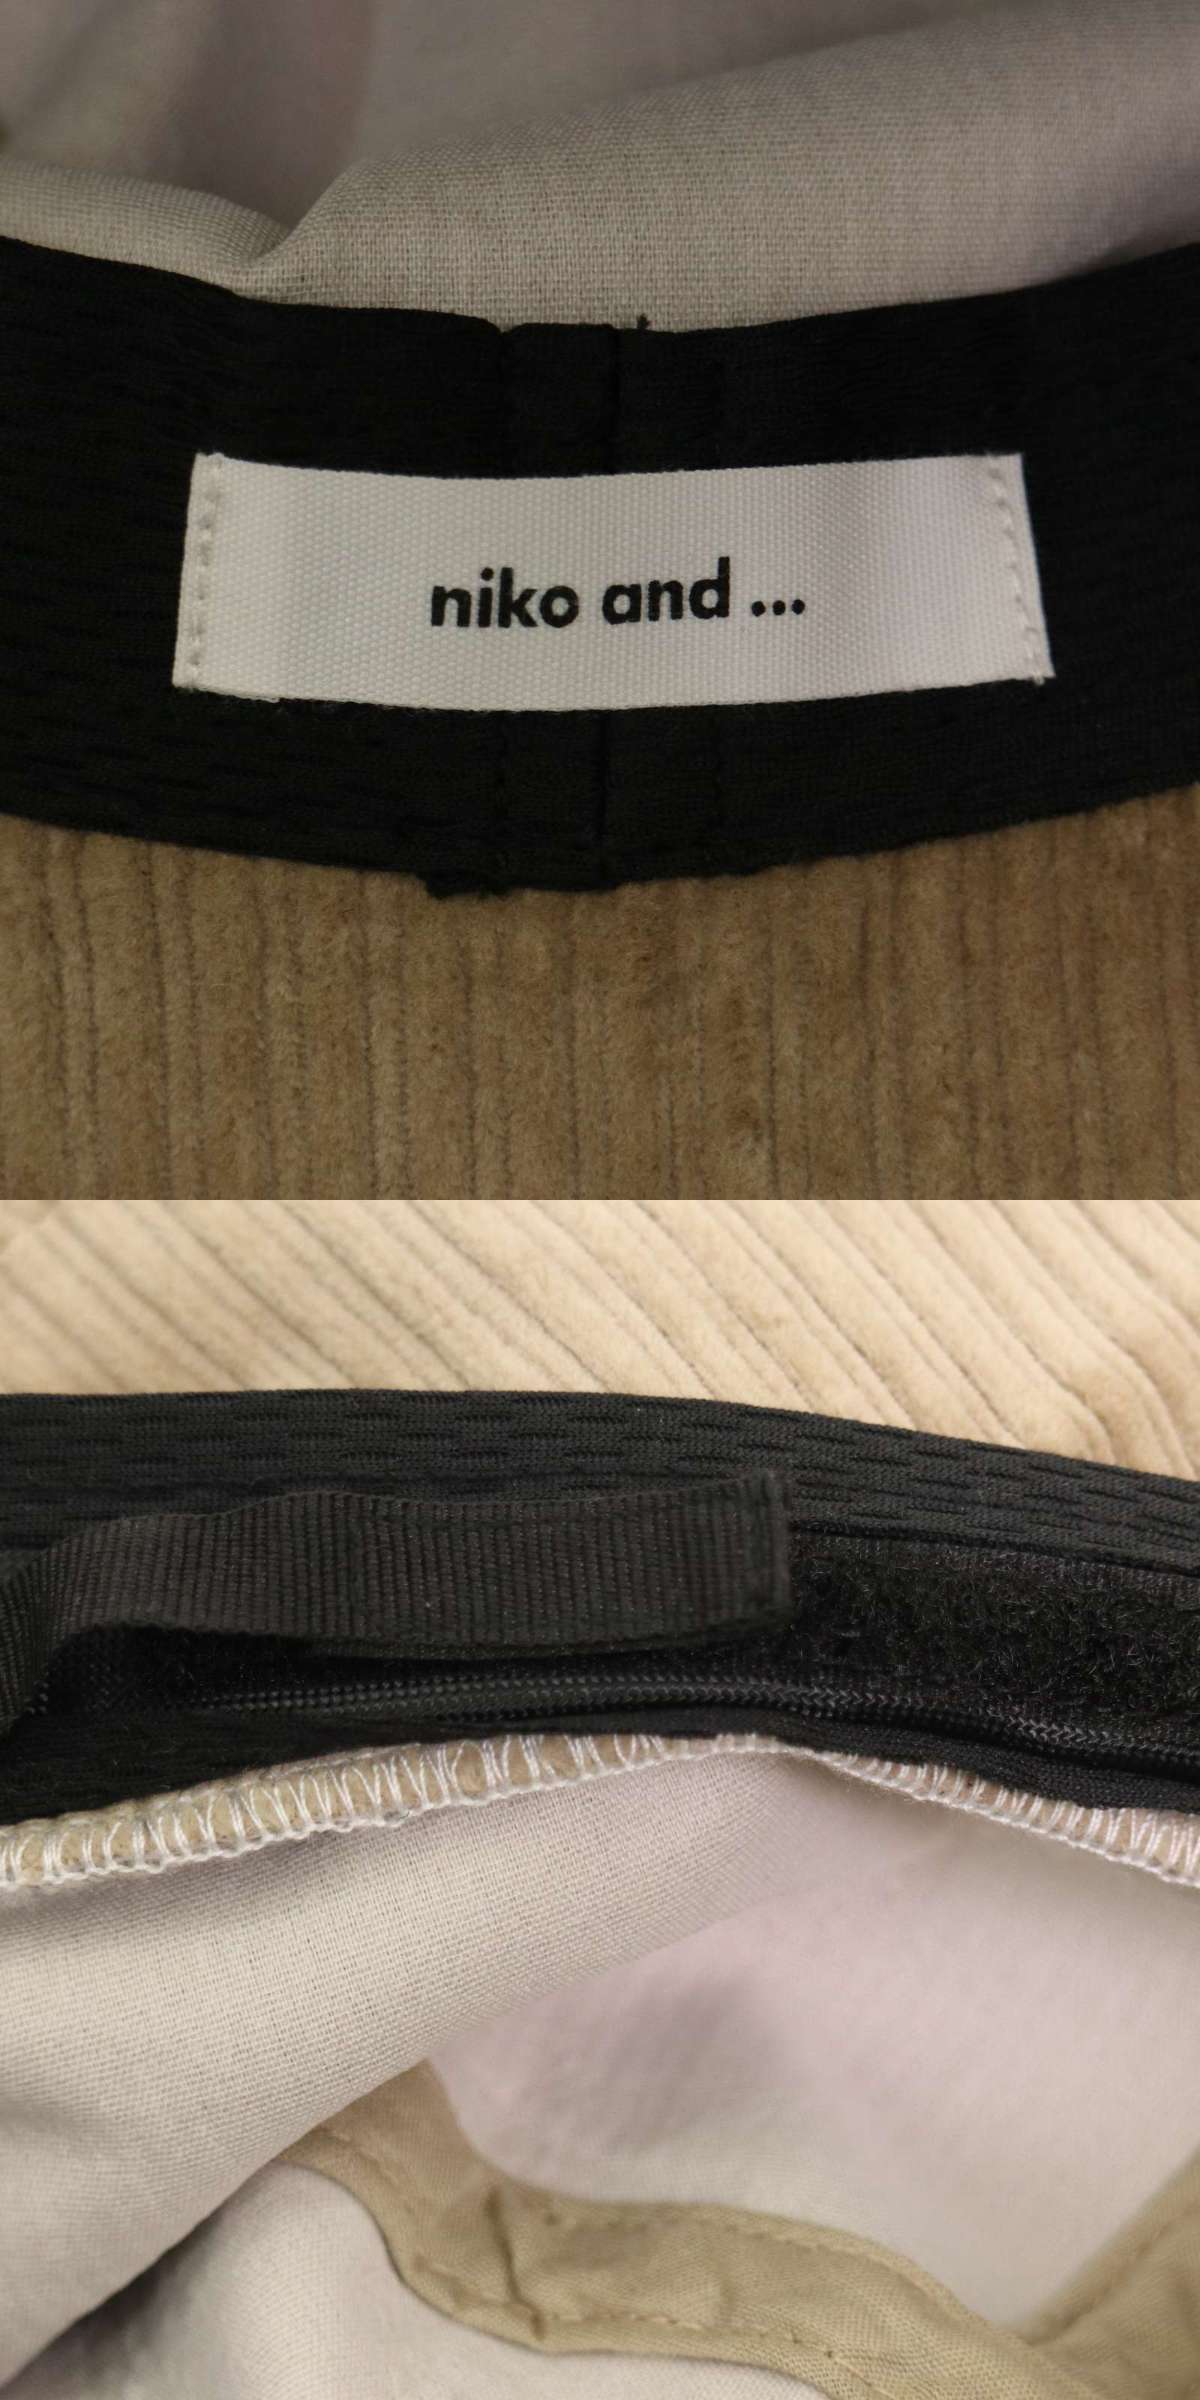 niko and ...